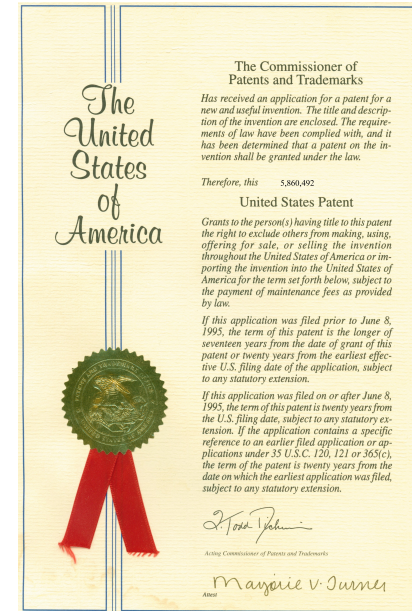 The
United
States
of
America
The Commissioner of
Patents and Trademarks
Has received an application for a patent for a
new and useful invention. The title and descrip-
tion of the invention are enclosed. The require-
ments of law have been complied with, and it
has been determined that a patent on the in-
vention shall be granted under the law.
Therefore, this 5,860,492
United States Patent
Grants to the person(s) having title to this patent
the right to exclude others from making, using,
offering for sale, or selling the invention
throughout the United States of America or im-
porting the invention into the United States of
America for the term set forth below, subject to
the payment of maintenance fees as provided
by law.
If this application was filed prior to June 8,
1995, the term of this patent is the longer of
seventeen years from the date of grant of this
patent or twenty years from the earliest effec-
tive U.S. filing date of the application, subject
to any statutory extension.
If this application was filed on or after June 8,
1995, the term of this patent is twenty years from
the U.S. filing date, subject to any statutory ex-
tension. If the application contains a specific
reference to an earlier filed application or ap-
plications under 35 U.S.C. 120, 121 or 365(c),
the term of the patent is twenty years from the
date on which the earliest application was filed,
subject to any statutory extension.
Acting Commissioner of Patents and Trademarks
Marjorie V. Turner
Attest